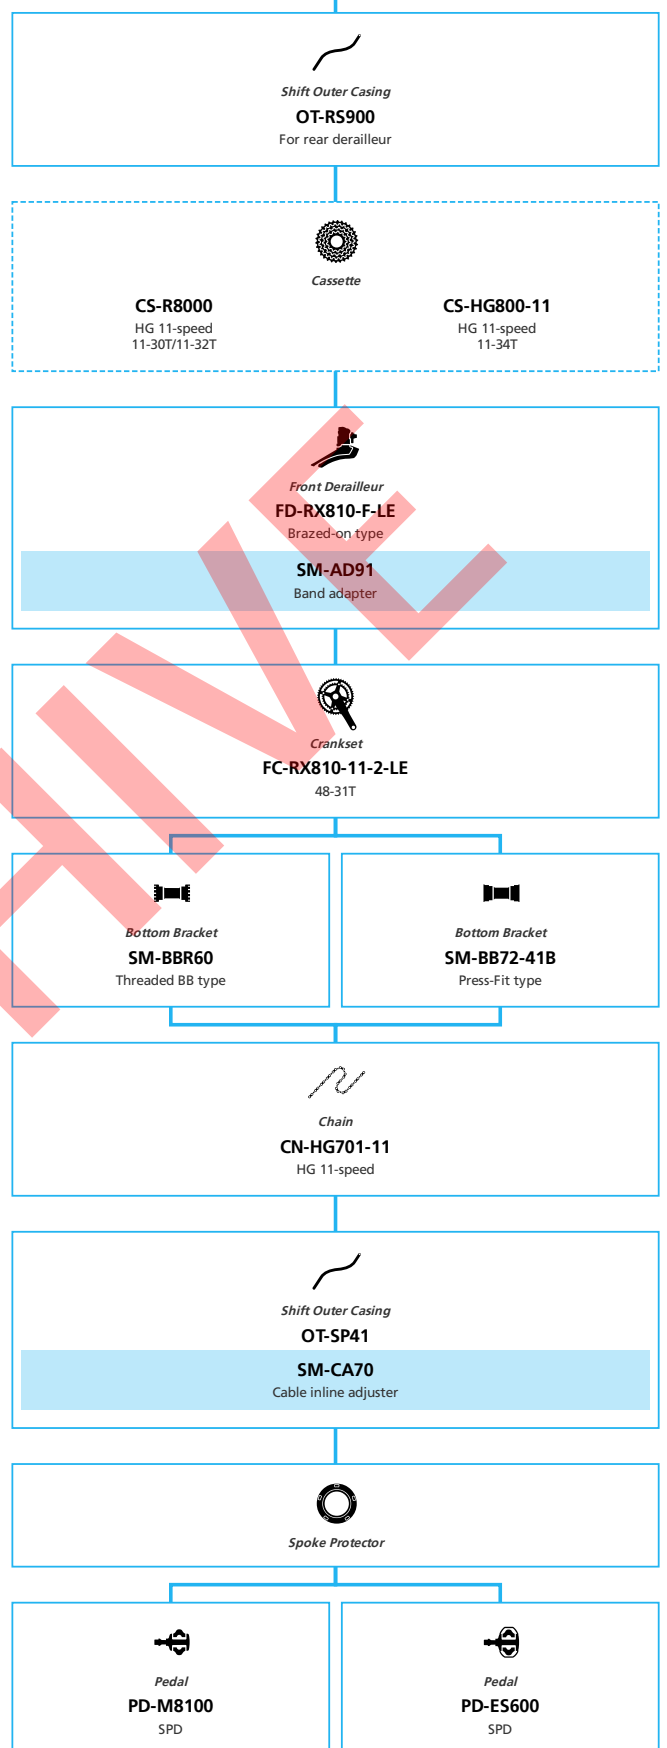 Shift Outer Casing
OT-RS900
For rear derailleur
Cassette
CS-R8000
HG 11-speed
11-30T/11-32T
CS-HG800-11
HG 11-speed
11-34T
Front Derailleur
FD-RX810-F-LE
Brazed-on type
SM-AD91
Band adapter
Crankset
FC-RX810-11-2-LE
48-31T
Bottom Bracket
SM-BBR60
Threaded BB type
Bottom Bracket
SM-BB72-41B
Press-Fit type
Chain
CN-HG701-11
HG 11-speed
Shift Outer Casing
OT-SP41
SM-CA70
Cable inline adjuster
Spoke Protector
Pedal
PD-M8100
SPD
Pedal
PD-ES600
SPD
HIVE